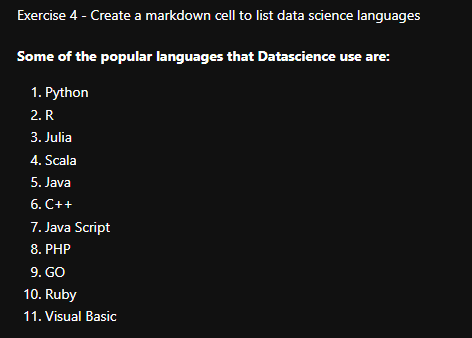 Exercise 4 - Create a markdown cell to list data science languages
Some of the popular languages that Datascience use are:
1. Python
2. R
3. Julia
4. Scala
5. Java
6. C++
7. Java Script
8. PHP
9. GO
10. Ruby
11. Visual Basic